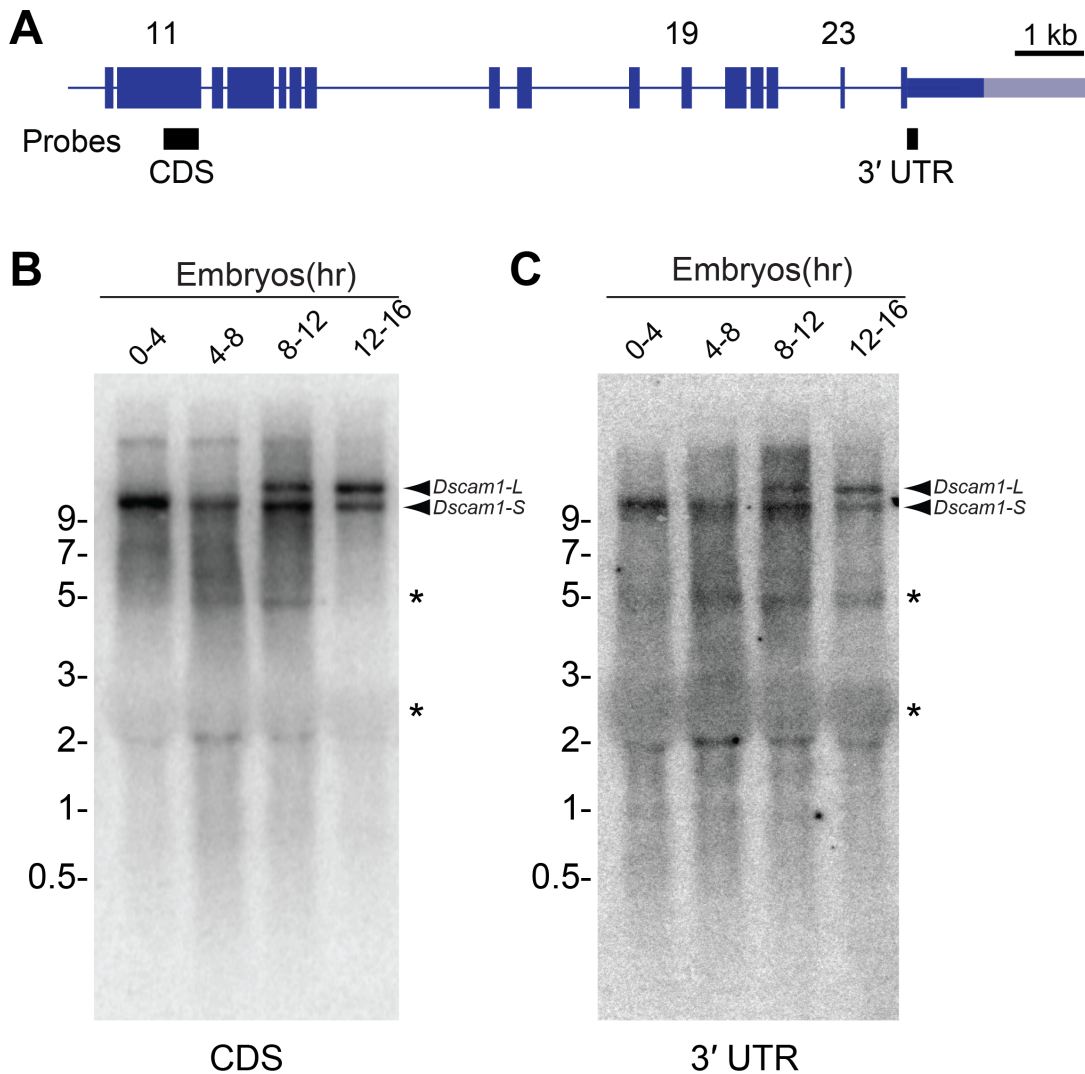 A
11 19 23 1 kb
Probes
CDS 3′ UTR
B
Embryos(hr)
0-4 4-8 8-12 12-16
Dscam1-L
Dscam1-S
9-
7-
5- *
3-
*
2-
1-
0.5-
CDS
C
Embryos(hr)
0-4 4-8 8-12 12-16
Dscam1-L
Dscam1-S
9-
7-
5- *
3-
*
2-
1-
0.5-
3′ UTR